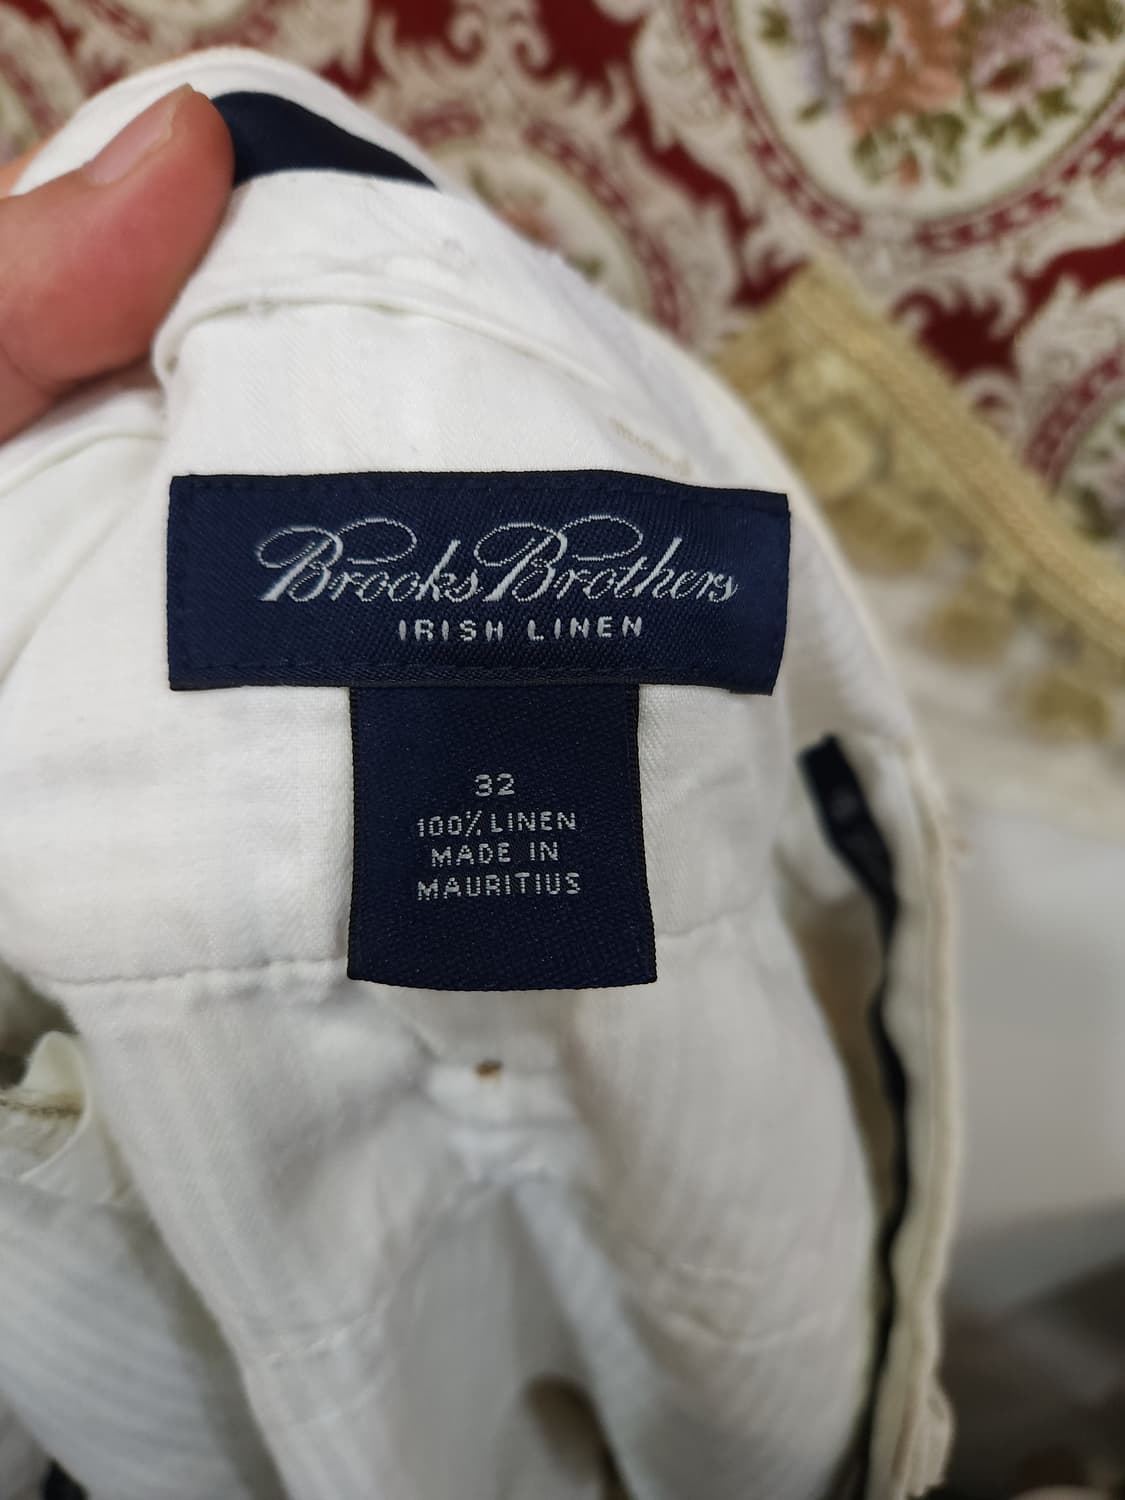 Brooks Brothers
IRISH LINEN
32
100% LINEN
MADE IN
MAURITIUS